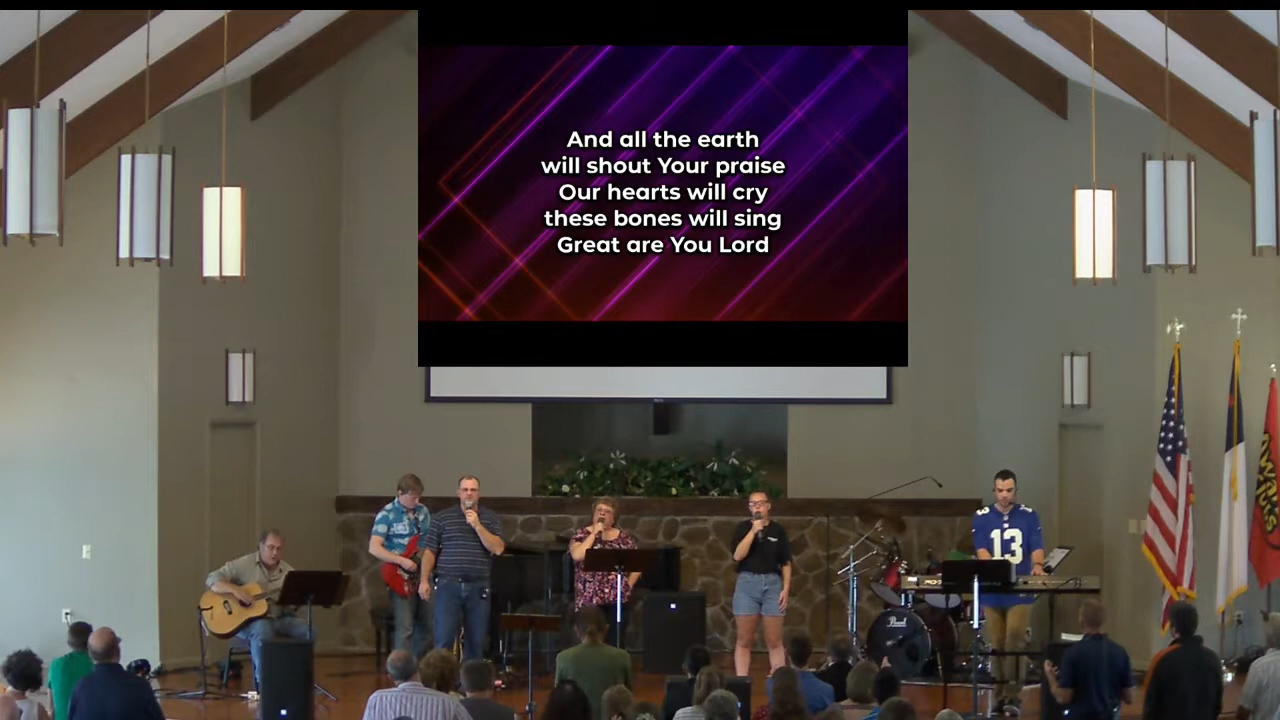 And all the earth
will shout Your praise
Our hearts will cry
these bones will sing
Great are You Lord
13
Pearl